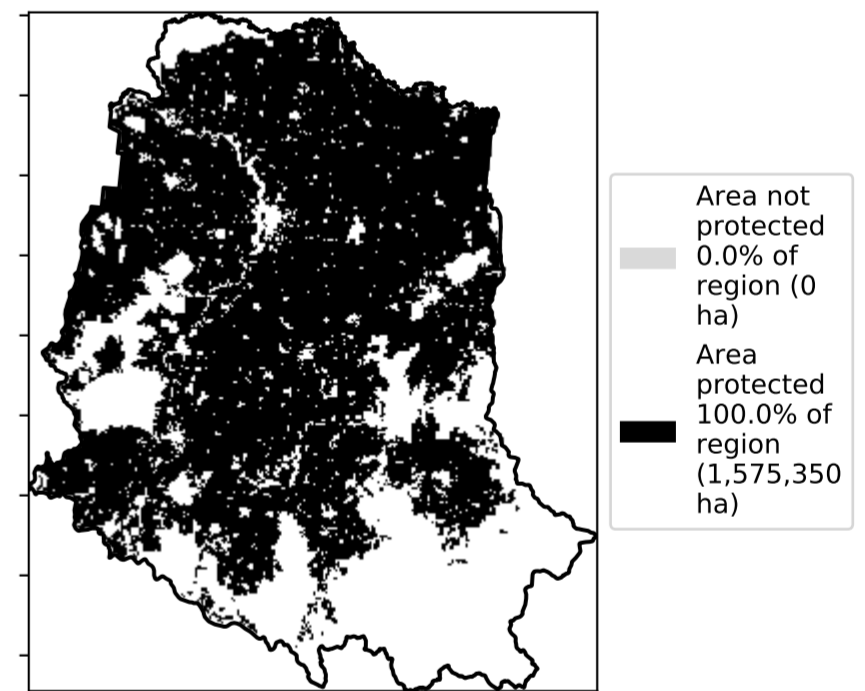 Area not
protected
0.0% of
region (0
ha)
Area
protected
100.0% of
region
(1,575,350
ha)